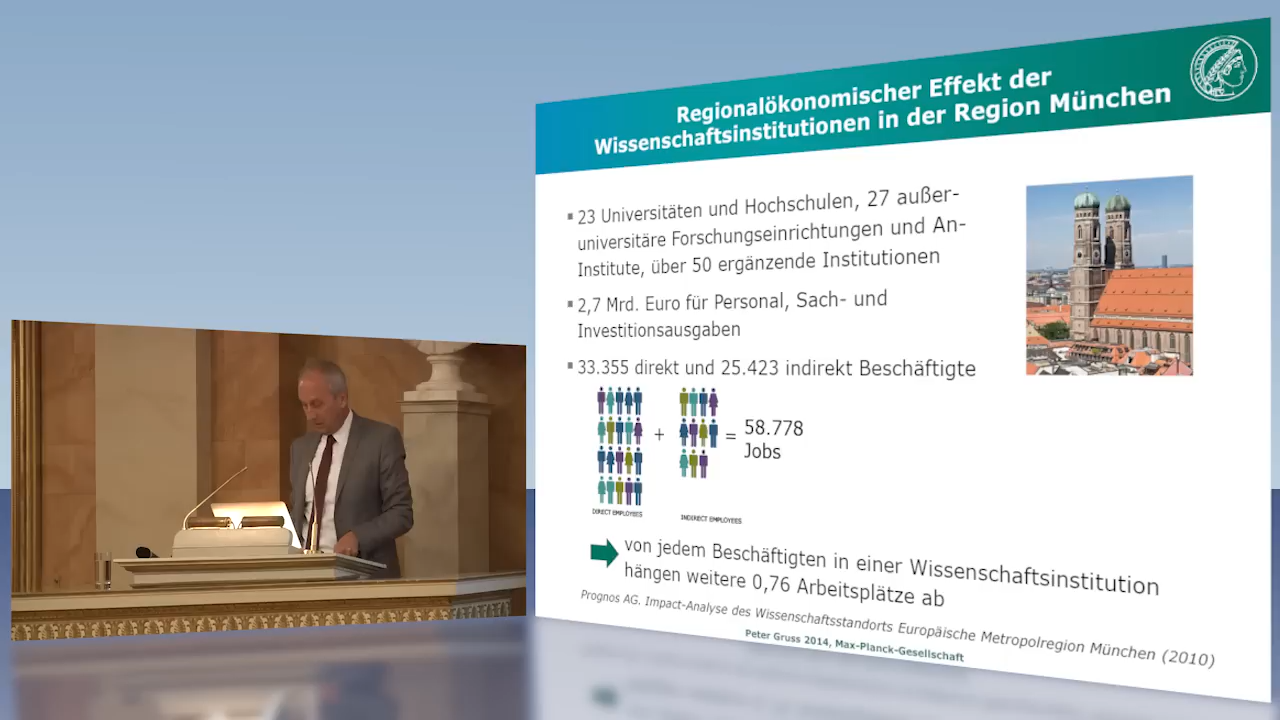 Regionalökonomischer Effekt der
Wissenschaftsinstitutionen in der Region München
23 Universitäten und Hochschulen, 27 außer-
universitäre Forschungseinrichtungen und An-
Institute, über 50 ergänzende Institutionen
2,7 Mrd. Euro für Personal, Sach- und
Investitionsausgaben
33.355 direkt und 25.423 indirekt Beschäftigte
+ = 58.778
Jobs
DIRECT EMPLOYEES
INDIRECT EMPLOYEES
von jedem Beschäftigten in einer Wissenschaftsinstitution
hängen weitere 0,76 Arbeitsplätze ab
Prognos AG. Impact-Analyse des Wissenschaftsstandorts Europäische Metropolregion München (2010)
Peter Gruss 2014, Max-Planck-Gesellschaft